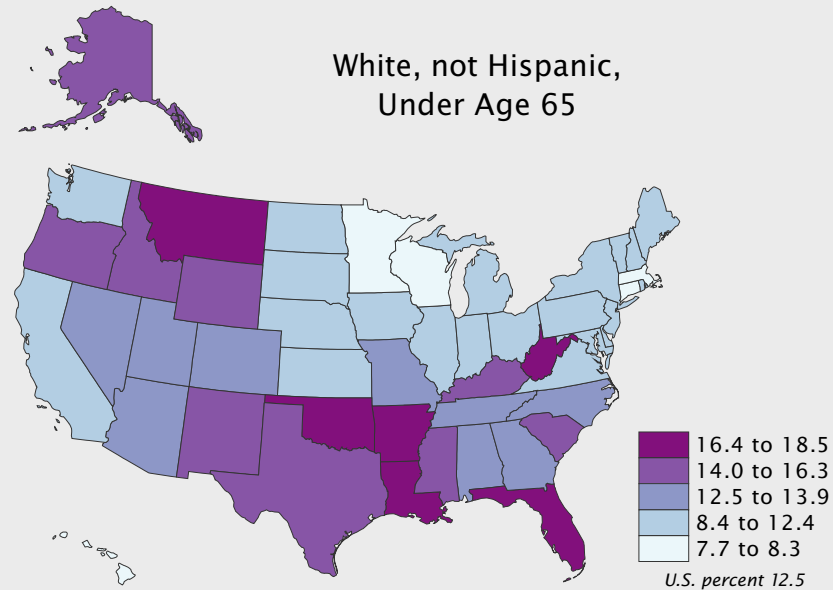 White, not Hispanic,
Under Age 65
16.4 to 18.5
14.0 to 16.3
12.5 to 13.9
8.4 to 12.4
7.7 to 8.3
U.S. percent 12.5